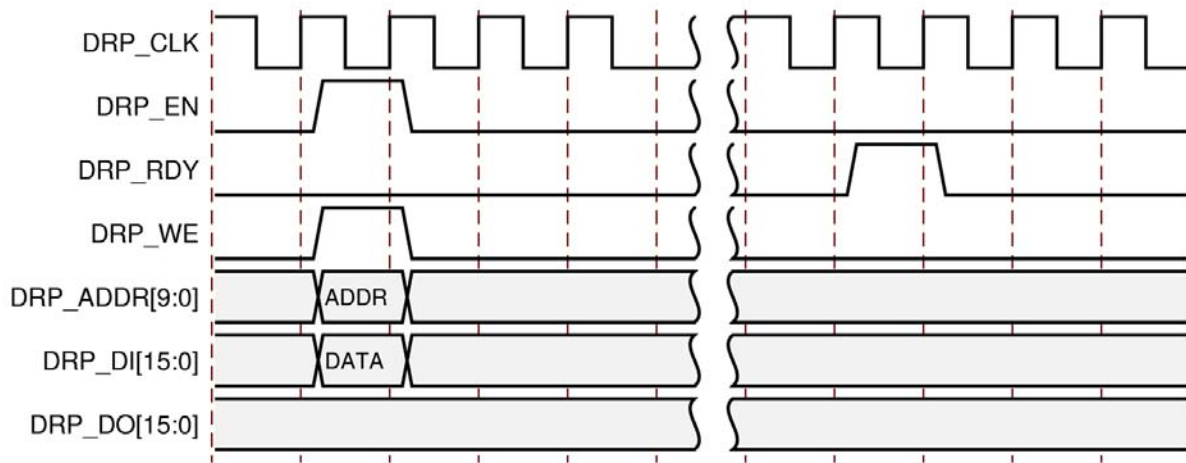 DRP_CLK
DRP_EN
DRP_RDY
DRP_WE
DRP_ADDR[9:0] ADDR
DRP_DI[15:0] DATA
DRP_DO[15:0]